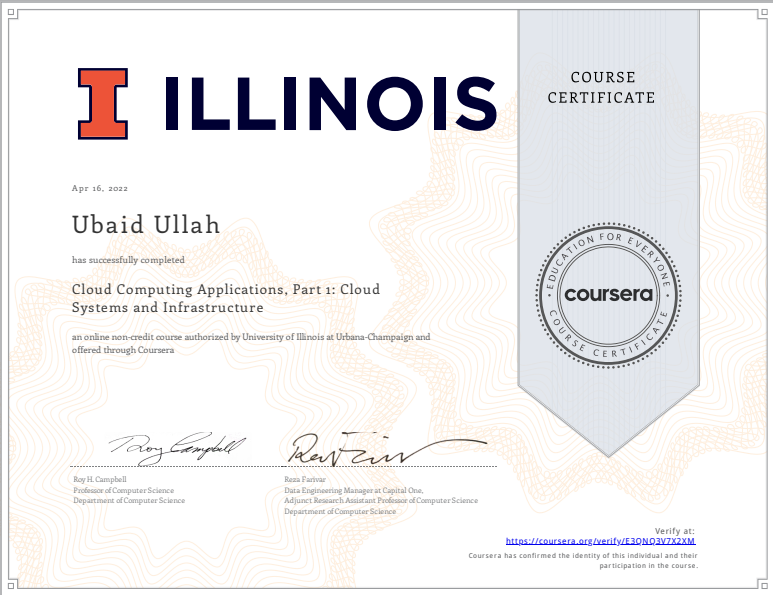 ILLINOIS
COURSE
CERTIFICATE
Apr 16, 2022
Ubaid Ullah
has successfully completed
Cloud Computing Applications, Part 1: Cloud
Systems and Infrastructure
an online non-credit course authorized by University of Illinois at Urbana-Champaign and
offered through Coursera
EDUCATION FOR EVERYONE
coursera
COURSE CERTIFICATE
Roy Campbell
Roy H. Campbell
Professor of Computer Science
Department of Computer Science
Reza Farivar
Data Engineering Manager at Capital One,
Adjunct Research Assistant Professor of Computer Science
Department of Computer Science
Verify at:
https://coursera.org/verify/E3QNQ3V7X2XM
Coursera has confirmed the identity of this individual and their
participation in the course.